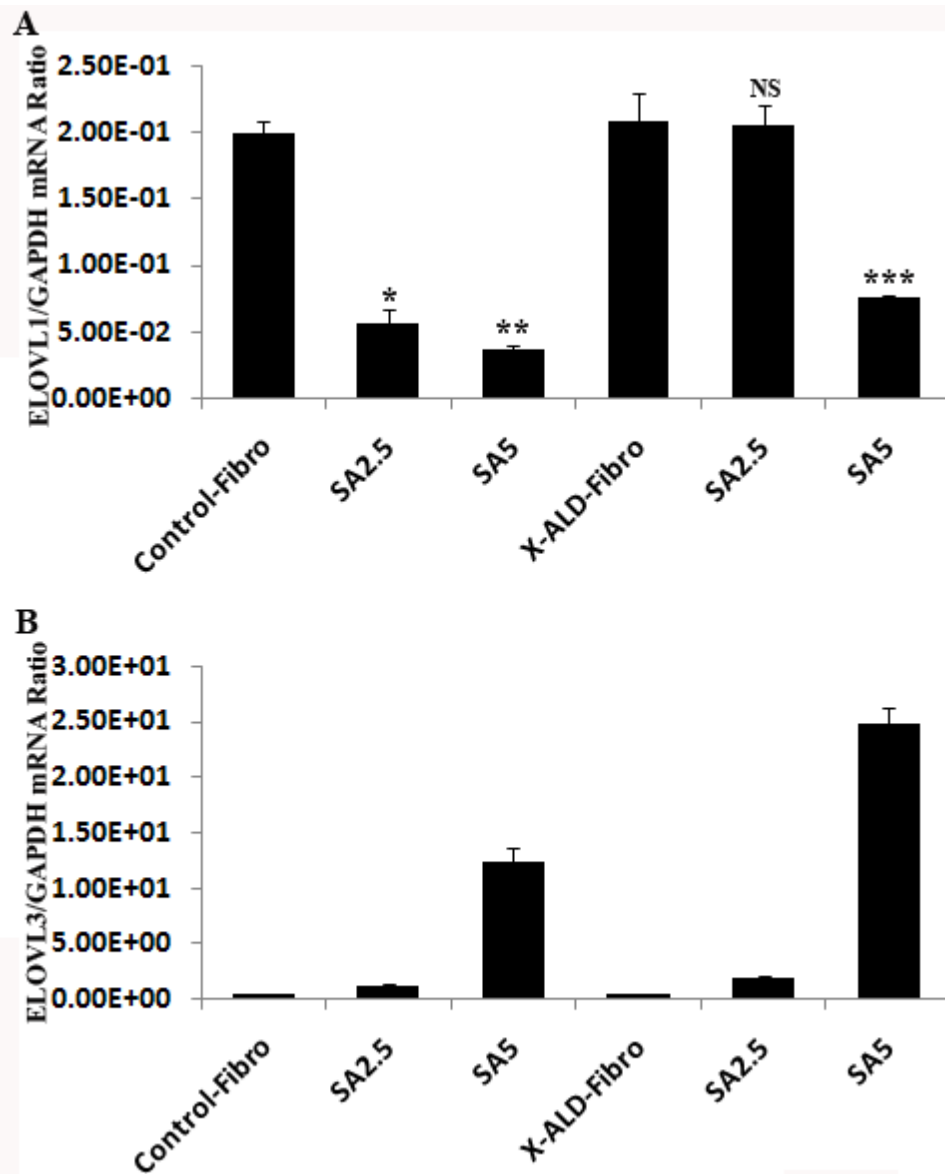 A
ELOVL1/GAPDH mRNA Ratio
2.50E-01
2.00E-01
1.50E-01
1.00E-01
5.00E-02
0.00E+00
*
**
NS
***
Control-Fibro
SA2.5
SA5
X-ALD-Fibro
SA2.5
SA5
B
ELOVL3/GAPDH mRNA Ratio
3.00E+01
2.50E+01
2.00E+01
1.50E+01
1.00E+01
5.00E+00
0.00E+00
Control-Fibro
SA2.5
SA5
X-ALD-Fibro
SA2.5
SA5